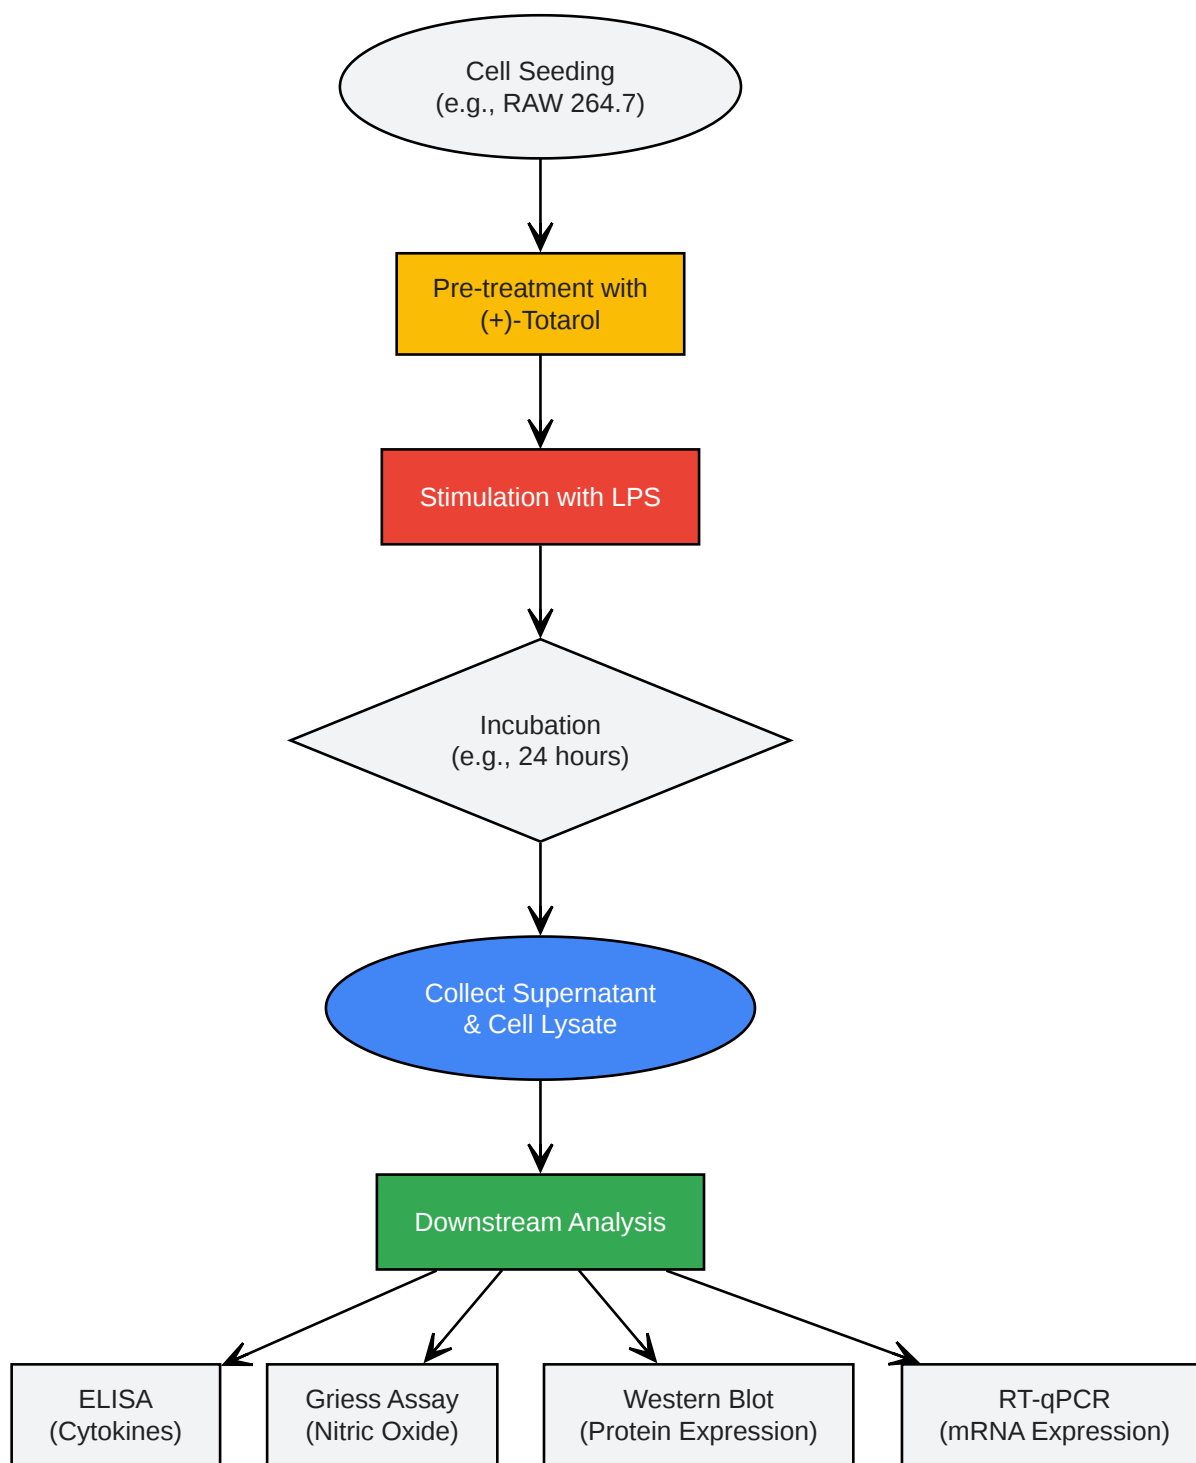 Cell Seeding
(e.g., RAW 264.7)
Pre-treatment with
(+)-Totarol
Stimulation with LPS
Incubation
(e.g., 24 hours)
Collect Supernatant
& Cell Lysate
Downstream Analysis
ELISA
(Cytokines)
Griess Assay
(Nitric Oxide)
Western Blot
(Protein Expression)
RT-qPCR
(mRNA Expression)